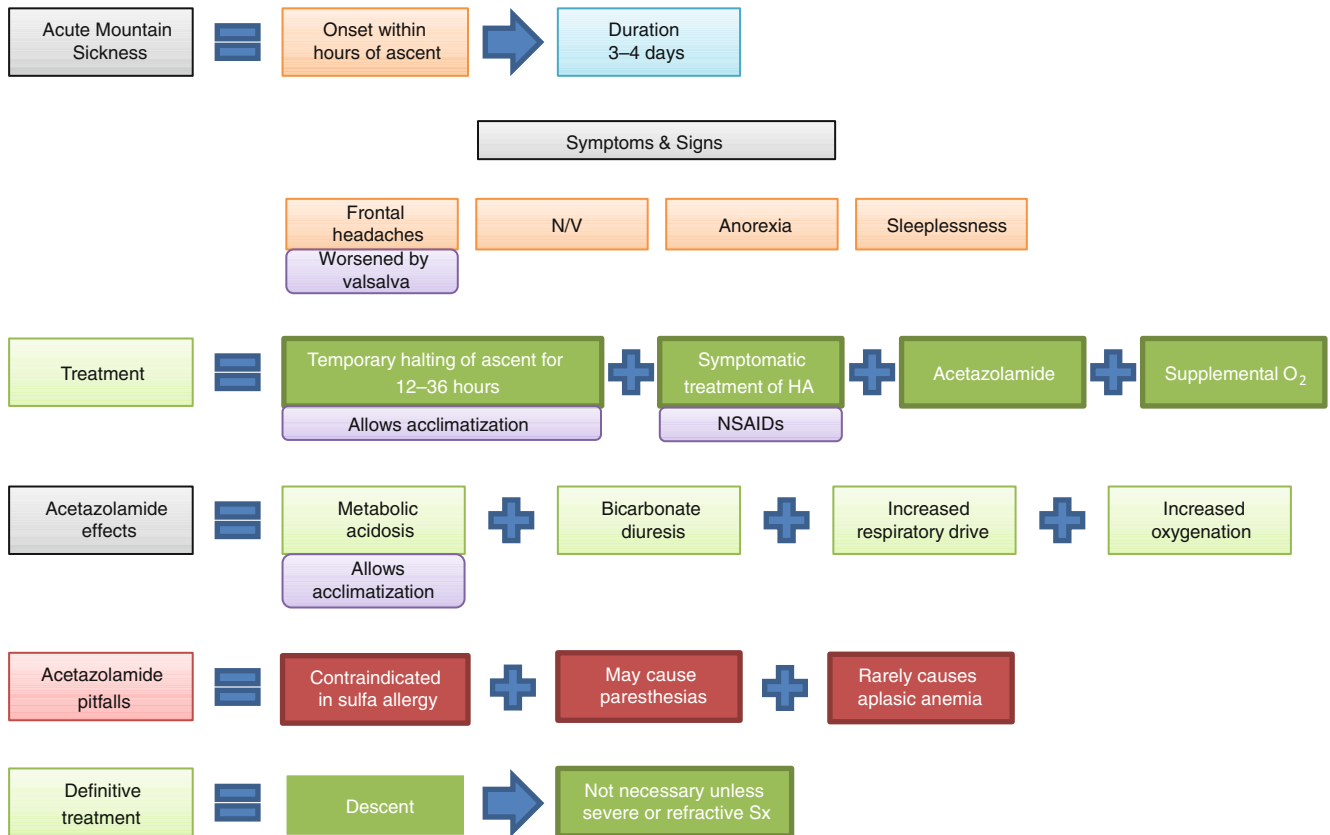 Acute Mountain
Sickness
Onset within
hours of ascent
Duration
3–4 days
Symptoms & Signs
Frontal
headaches
Worsened by
valsalva
N/V
Anorexia
Sleeplessness
Treatment
Temporary halting of ascent for
12–36 hours
Allows acclimatization
Symptomatic
treatment of HA
NSAIDs
Acetazolamide
Supplemental O₂
Acetazolamide
effects
Metabolic
acidosis
Allows
acclimatization
Bicarbonate
diuresis
Increased
respiratory drive
Increased
oxygenation
Acetazolamide
pitfalls
Contraindicated
in sulfa allergy
May cause
paresthesias
Rarely causes
aplasic anemia
Definitive
treatment
Descent
Not necessary unless
severe or refractive Sx